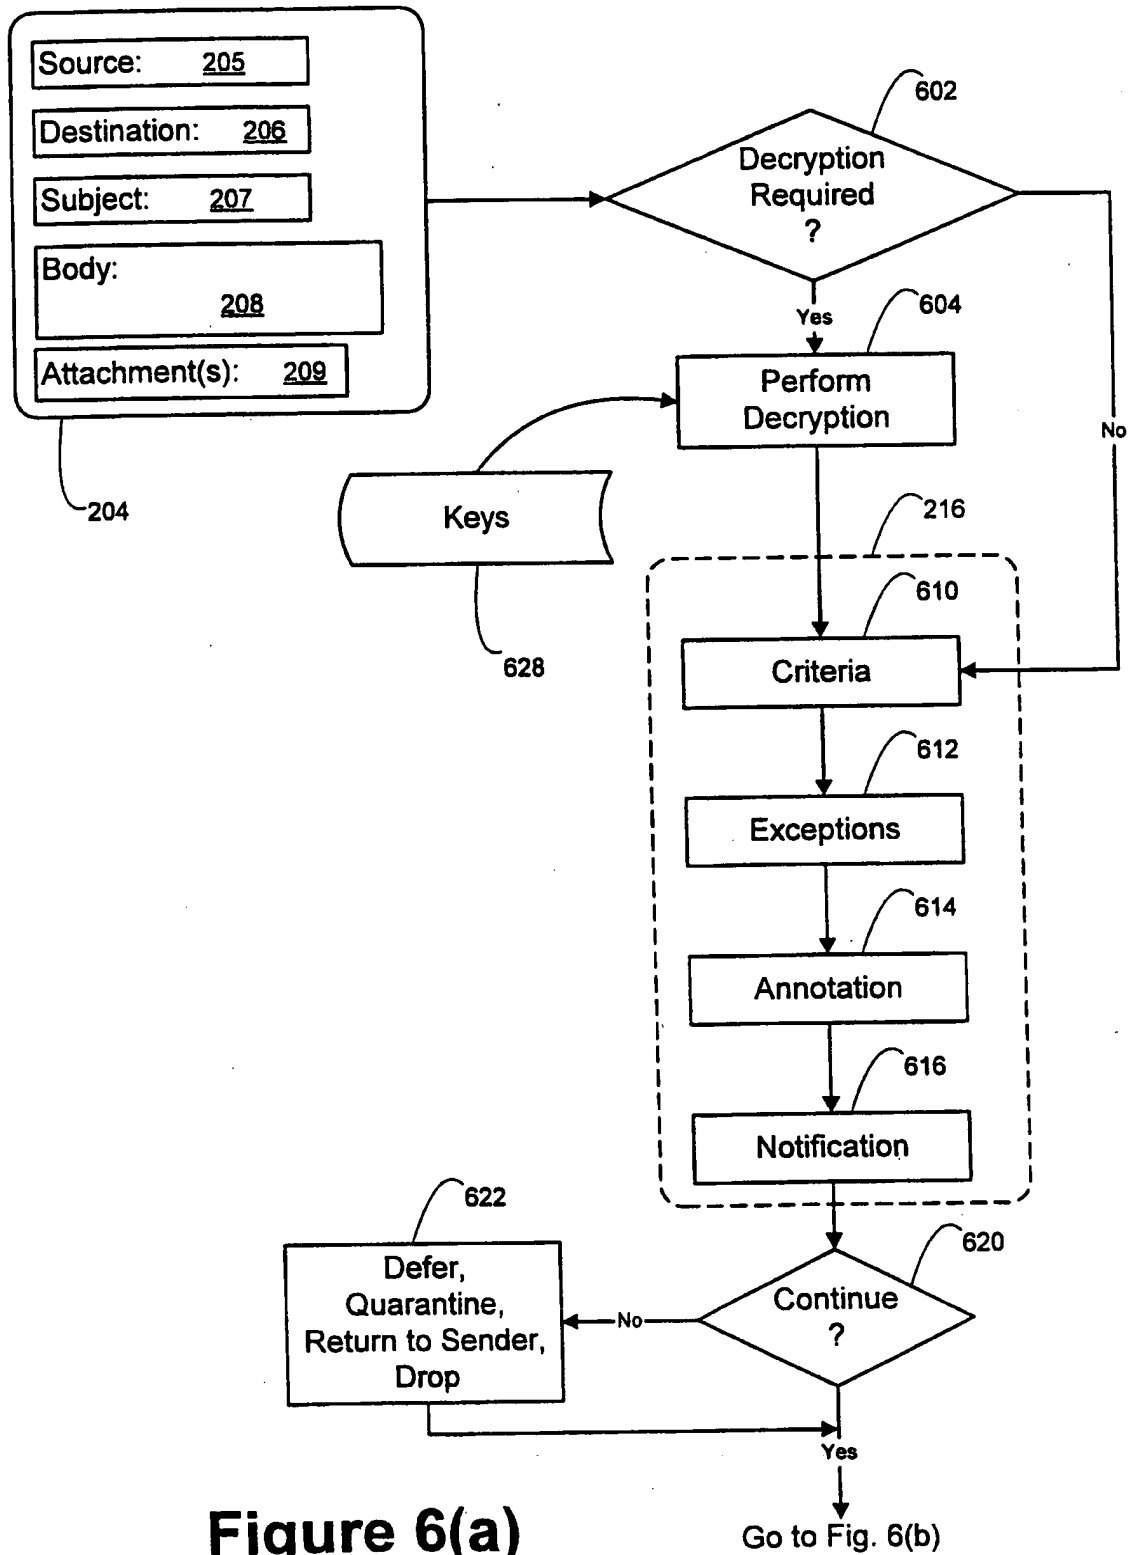 Source: 205
Destination: 206
Subject: 207
Body:
208
Attachment(s): 209
204
602
Decryption
Required
?
Yes
604
Perform
Decryption
No
Keys
628
216
610
Criteria
612
Exceptions
614
Annotation
616
Notification
622
Defer,
Quarantine,
Return to Sender,
Drop
No
620
Continue
?
Yes
Figure 6(a)
Go to Fig. 6(b)